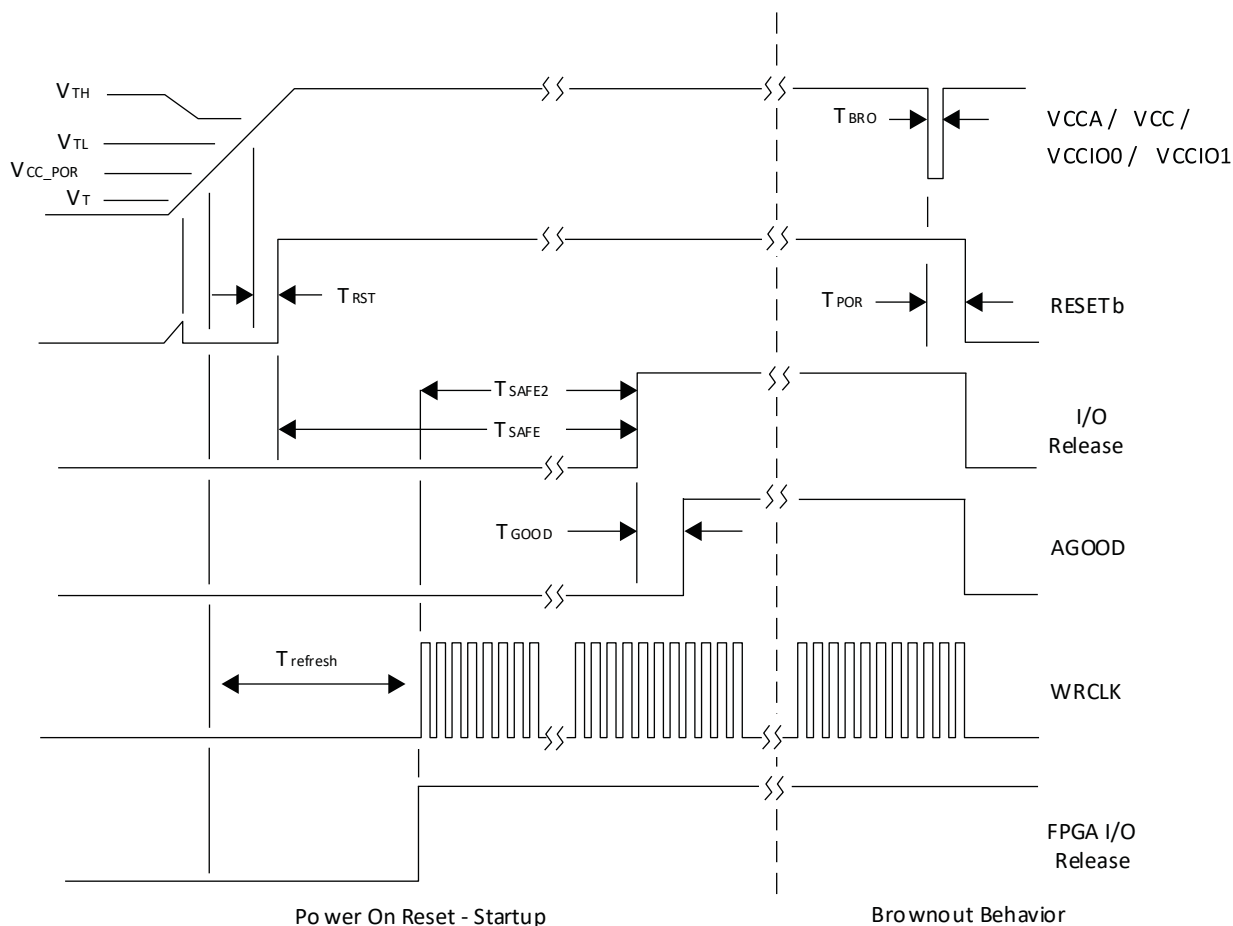 VTH
VTL
VCC_POR
VT
TBRO
VCCA / VCC /
VCCIO0 / VCCIO1
TRST
TPOR
RESETb
TSAFE2
TSAFE
I/O
Release
TGOOD
AGOOD
Trefresh
WRCLK
FPGA I/O
Release
Power On Reset - Startup
Brownout Behavior